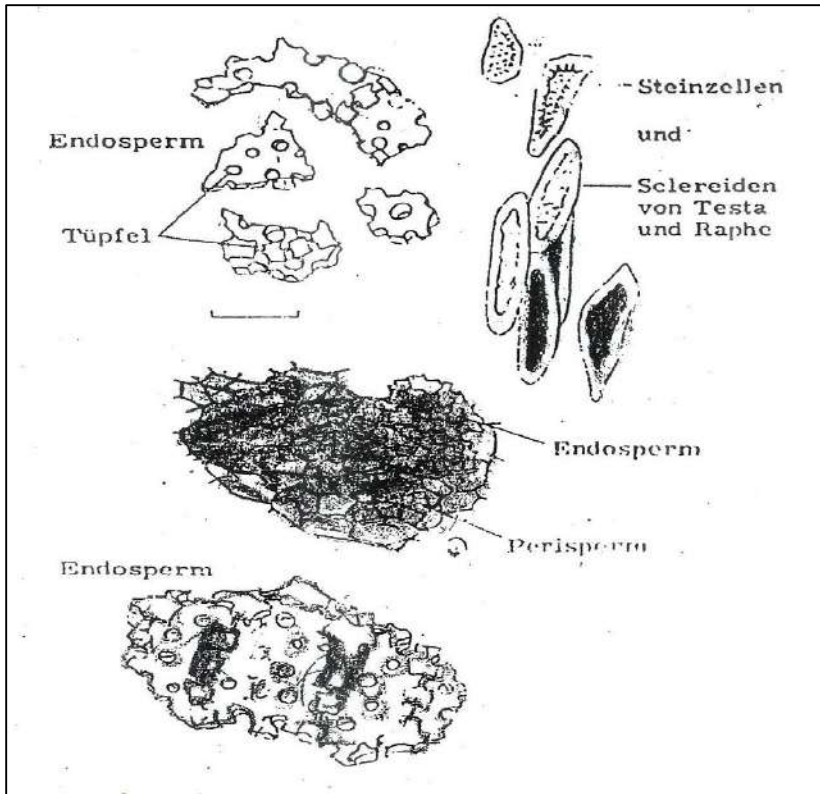 Endosperm
Tüpfel
Steinzellen
und
Sclereiden
von Testa
und Raphe
Endosperm
Perisperm
Endosperm